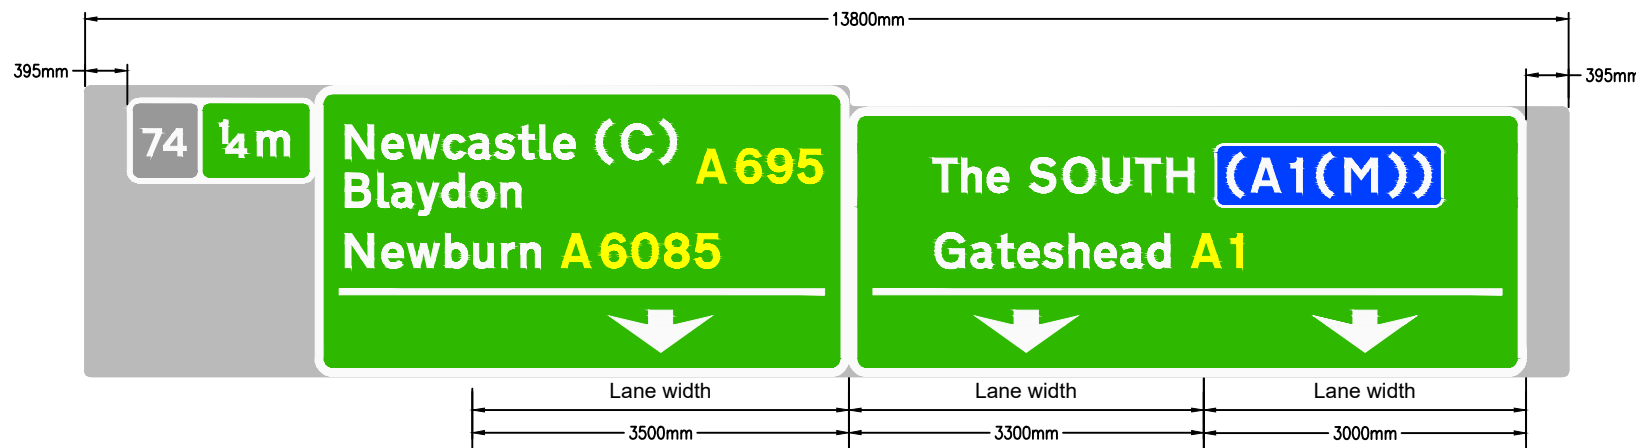 13800mm
395mm
395mm
74 ¼m
Newcastle (C)
Blaydon
A695
Newburn A6085
The SOUTH (A1(M))
Gateshead A1
Lane width Lane width Lane width
3500mm 3300mm 3000mm